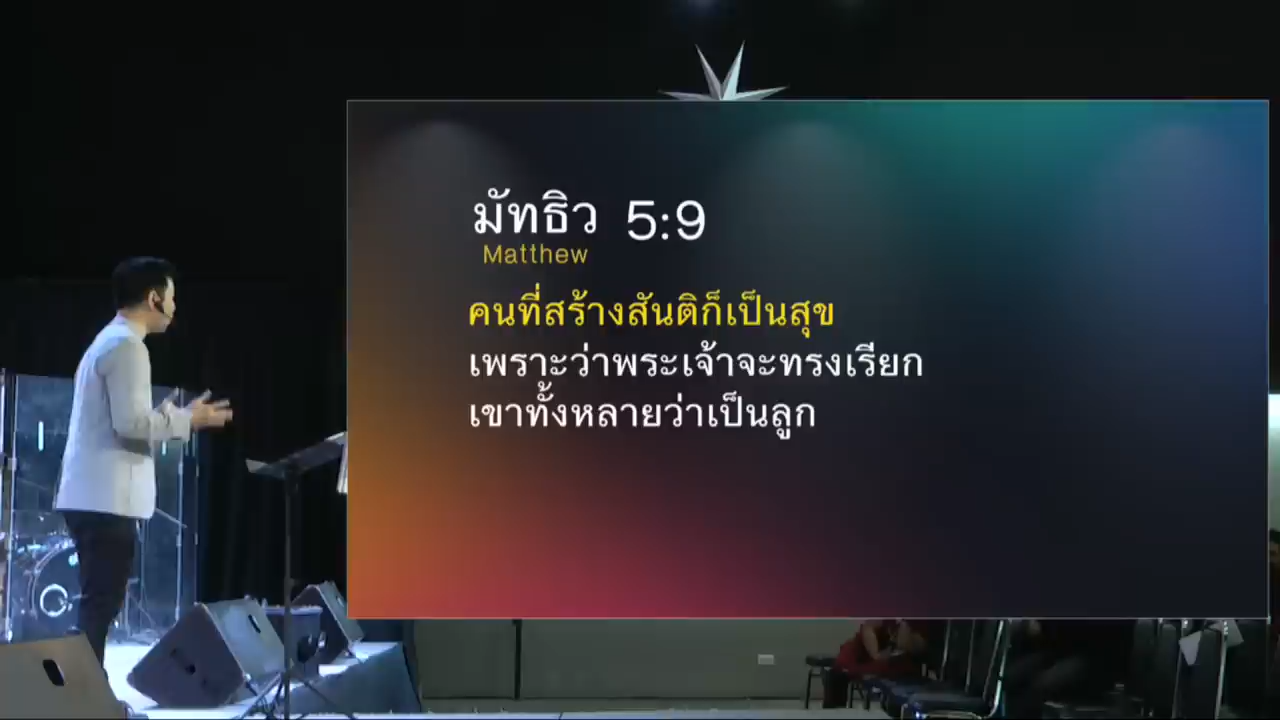 มัทธิว 5:9
Matthew
คนที่สร้างสันติก็เป็นสุข
เพราะว่าพระเจ้าจะทรงเรียก
เขาทั้งหลายว่าเป็นลูก